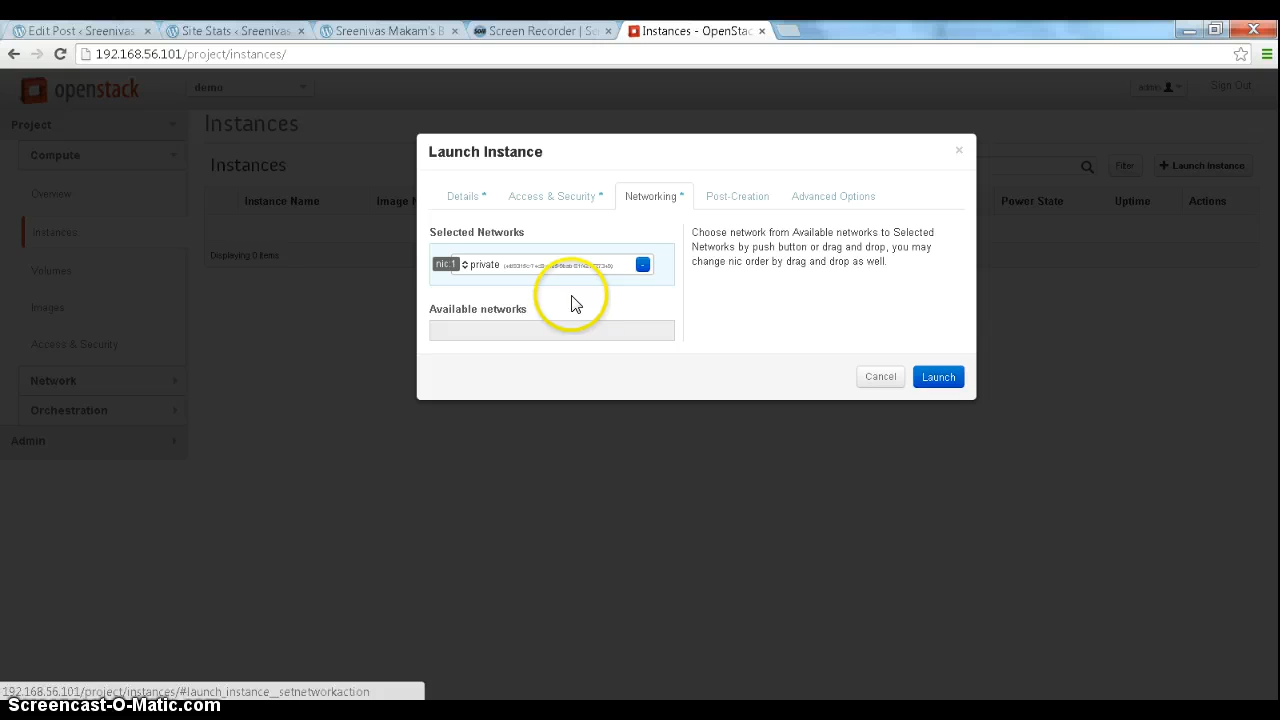 Edit Post ‹ Sreenivas
Site Stats ‹ Sreenivas
Sreenivas Makam's B
Screen Recorder | Sc
Instances - OpenStac
192.168.56.101/project/instances/
openstack
demo
admin
Sign Out
Project
Compute
Overview
Instances
Volumes
Images
Access & Security
Network
Orchestration
Admin
Instances
Instances
Filter
Launch Instance
Instance Name
Image N
Power State
Uptime
Actions
Displaying 0 items
Launch Instance
Details *
Access & Security *
Networking *
Post-Creation
Advanced Options
Selected Networks
nic:1
private
Available networks
Choose network from Available networks to Selected
Networks by push button or drag and drop, you may
change nic order by drag and drop as well.
Cancel
Launch
192.168.56.101/project/instances/#launch_instance__setnetworkaction
Screencast-O-Matic.com